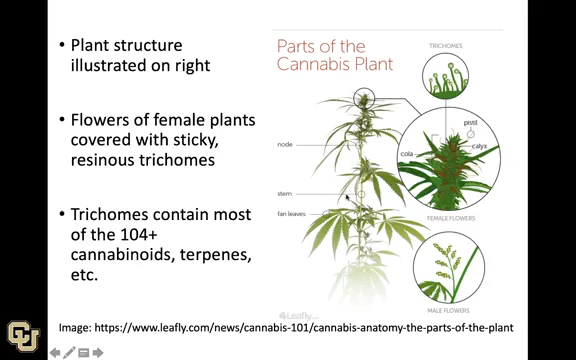 • Plant structure
illustrated on right
• Flowers of female plants
covered with sticky,
resinous trichomes
• Trichomes contain most
of the 104+
cannabinoids, terpenes,
etc.
Parts of the
Cannabis Plant
TRICHOMES
pistil
calyx
cola
node
stem
fan leaves
FEMALE FLOWERS
MALE FLOWERS
Leafly
Image: https://www.leafly.com/news/cannabis-101/cannabis-anatomy-the-parts-of-the-plant
CU